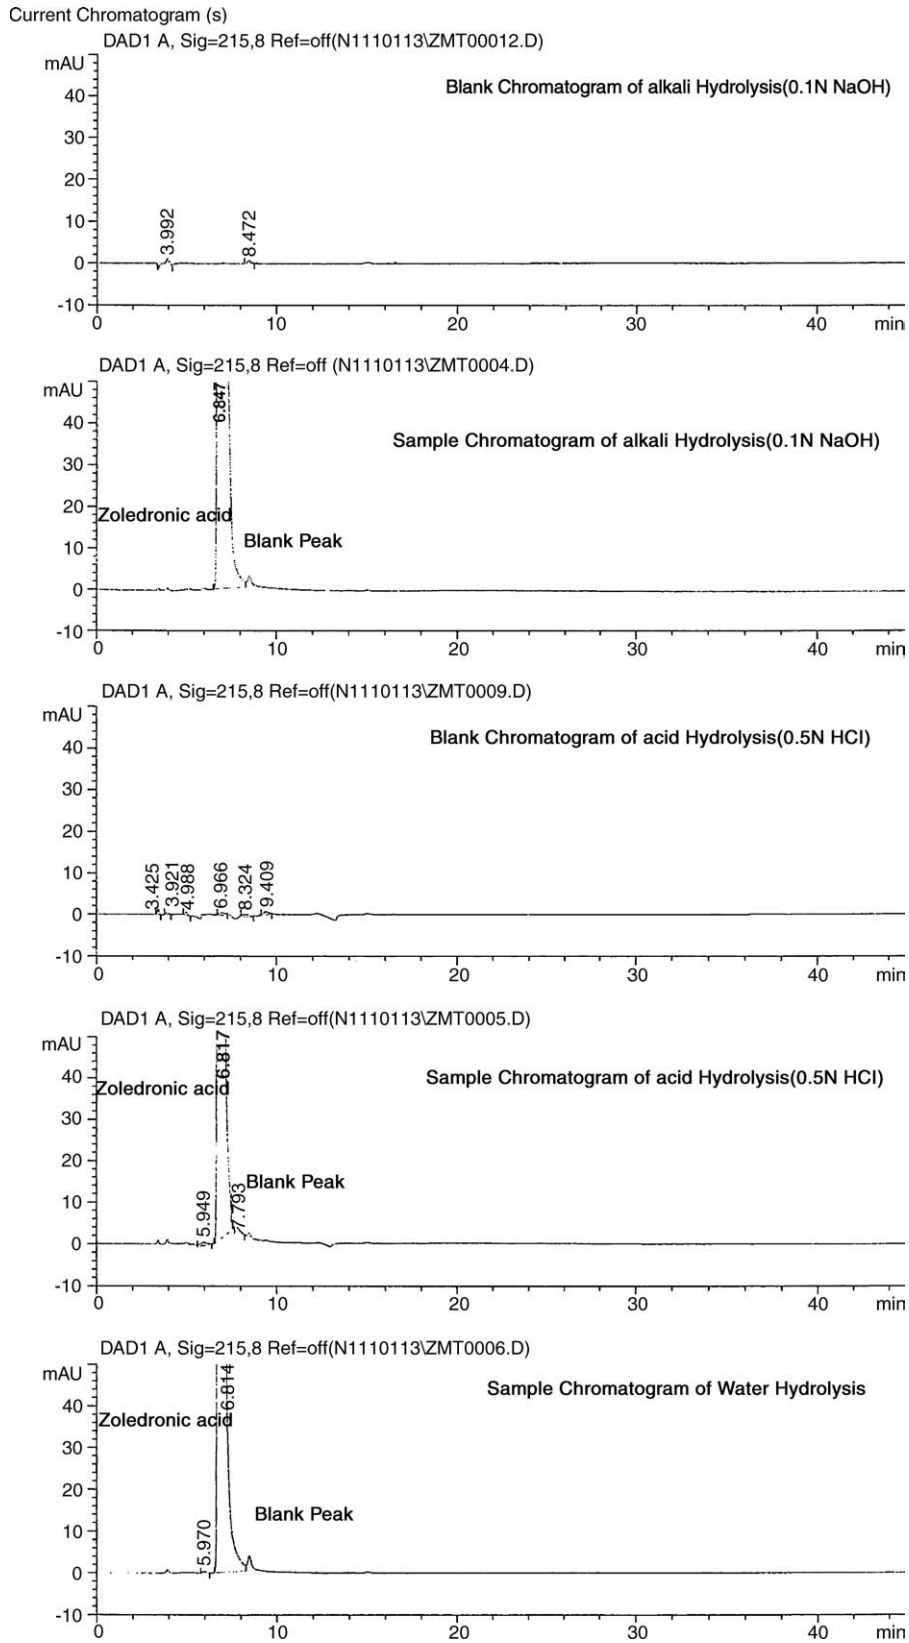 Current Chromatogram (s)
DAD1 A, Sig=215,8 Ref=off(N1110113\ZMT00012.D)
mAU
Blank Chromatogram of alkali Hydrolysis(0.1N NaOH)
40
30
20
10
0
-10
3.992
8.472
0 10 20 30 40 min
DAD1 A, Sig=215,8 Ref=off (N1110113\ZMT0004.D)
mAU
Sample Chromatogram of alkali Hydrolysis(0.1N NaOH)
40
30
20
10
0
-10
6.847
Zoledronic acid
Blank Peak
0 10 20 30 40 min
DAD1 A, Sig=215,8 Ref=off(N1110113\ZMT0009.D)
mAU
Blank Chromatogram of acid Hydrolysis(0.5N HCl)
40
30
20
10
0
-10
3.425
3.921
4.988
6.966
8.324
9.409
0 10 20 30 40 min
DAD1 A, Sig=215,8 Ref=off(N1110113\ZMT0005.D)
mAU
Sample Chromatogram of acid Hydrolysis(0.5N HCl)
40
30
20
10
0
-10
Zoledronic acid
6.817
Blank Peak
5.949
7.793
0 10 20 30 40 min
DAD1 A, Sig=215,8 Ref=off(N1110113\ZMT0006.D)
mAU
Sample Chromatogram of Water Hydrolysis
40
30
20
10
0
-10
6.814
Zoledronic acid
Blank Peak
5.970
0 10 20 30 40 min